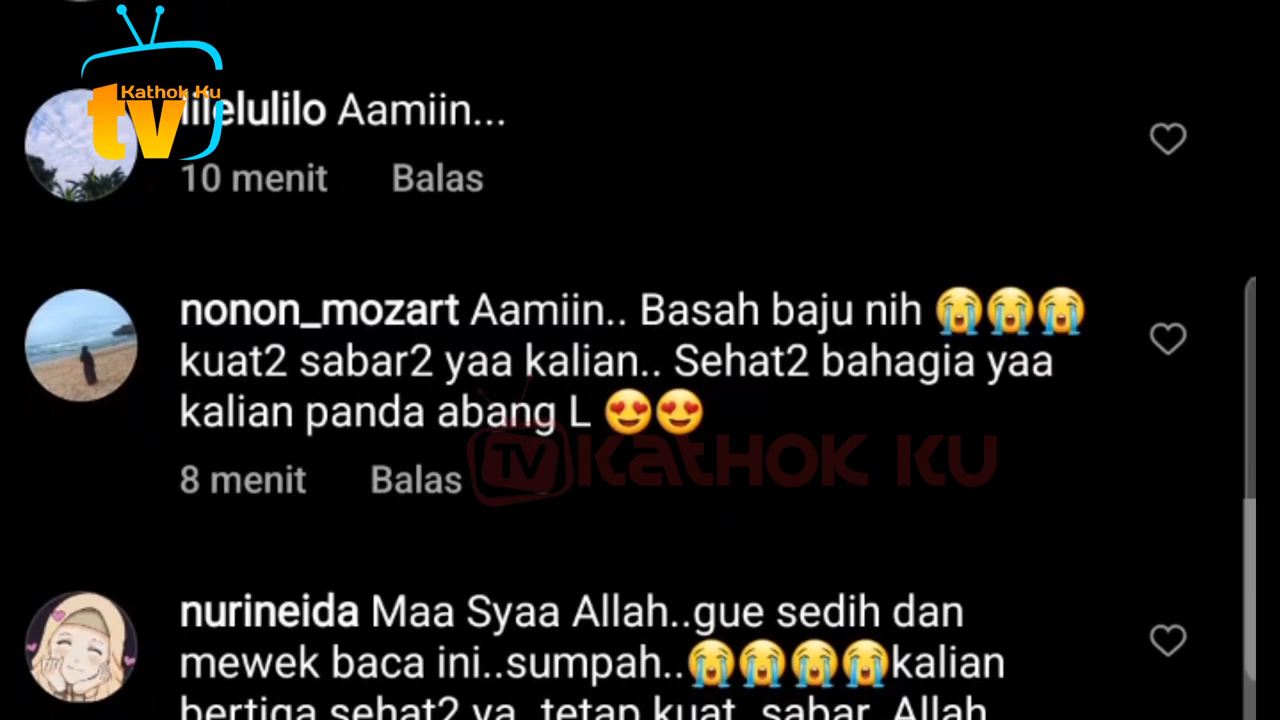 Kathok Ku
tv
lilelulilo Aamiin...
10 menit Balas
nonon_mozart Aamiin.. Basah baju nih 😭😭😭
kuat2 sabar2 yaa kalian.. Sehat2 bahagia yaa
kalian panda abang L 😍😍
TV KATHOK KU
8 menit Balas
nurineida Maa Syaa Allah..gue sedih dan
mewek baca ini..sumpah..😭😭😭😭kalian
bertiga sehat2 ya..tetap kuat..sabar..Allah